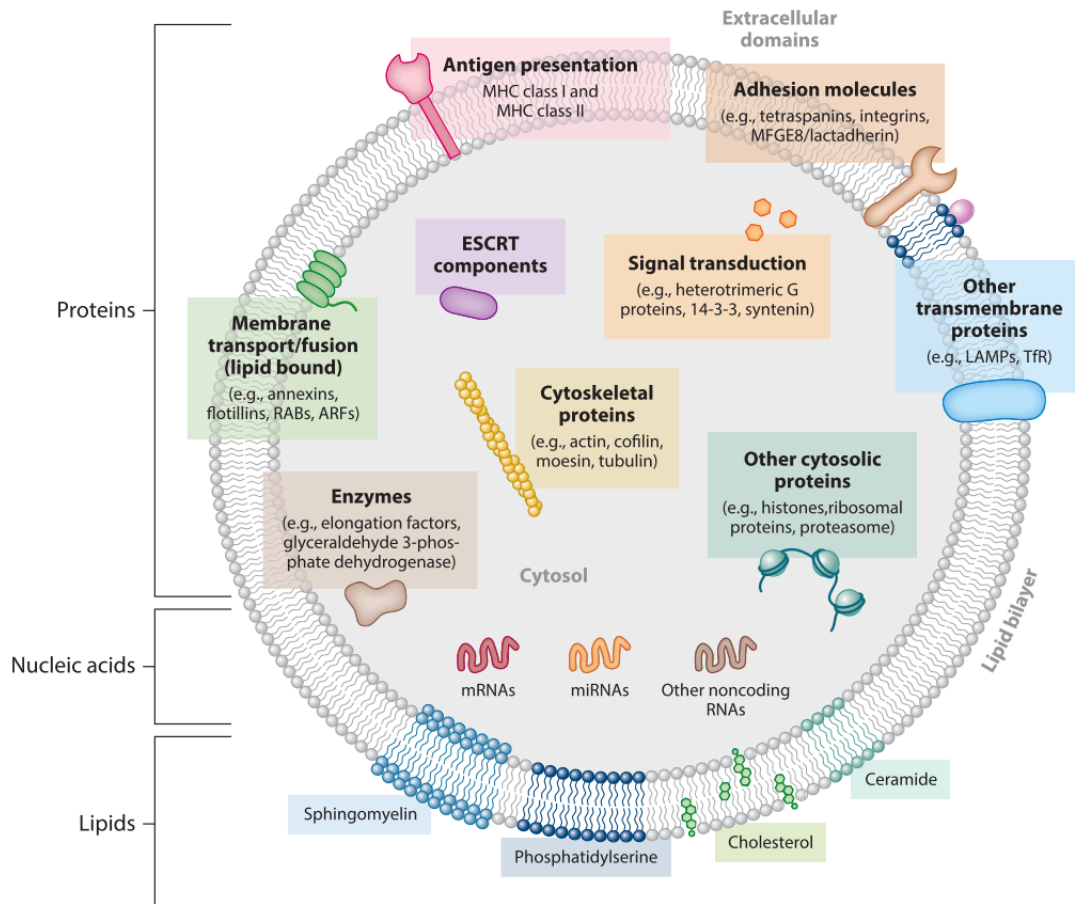 Extracellular
domains
Antigen presentation
MHC class I and
MHC class II
Adhesion molecules
(e.g., tetraspanins, integrins,
MFGE8/lactadherin)
ESCRT
components
Signal transduction
(e.g., heterotrimeric G
proteins, 14-3-3, syntenin)
Other
transmembrane
proteins
(e.g., LAMPs, TfR)
Proteins
Membrane
transport/fusion
(lipid bound)
(e.g., annexins,
flotillins, RABs, ARFs)
Cytoskeletal
proteins
(e.g., actin, cofilin,
moesin, tubulin)
Other cytosolic
proteins
(e.g., histones,ribosomal
proteins, proteasome)
Enzymes
(e.g., elongation factors,
glyceraldehyde 3-phos-
phate dehydrogenase)
Cytosol
Lipid bilayer
Nucleic acids
mRNAs
miRNAs
Other noncoding
RNAs
Lipids
Sphingomyelin
Phosphatidylserine
Cholesterol
Ceramide